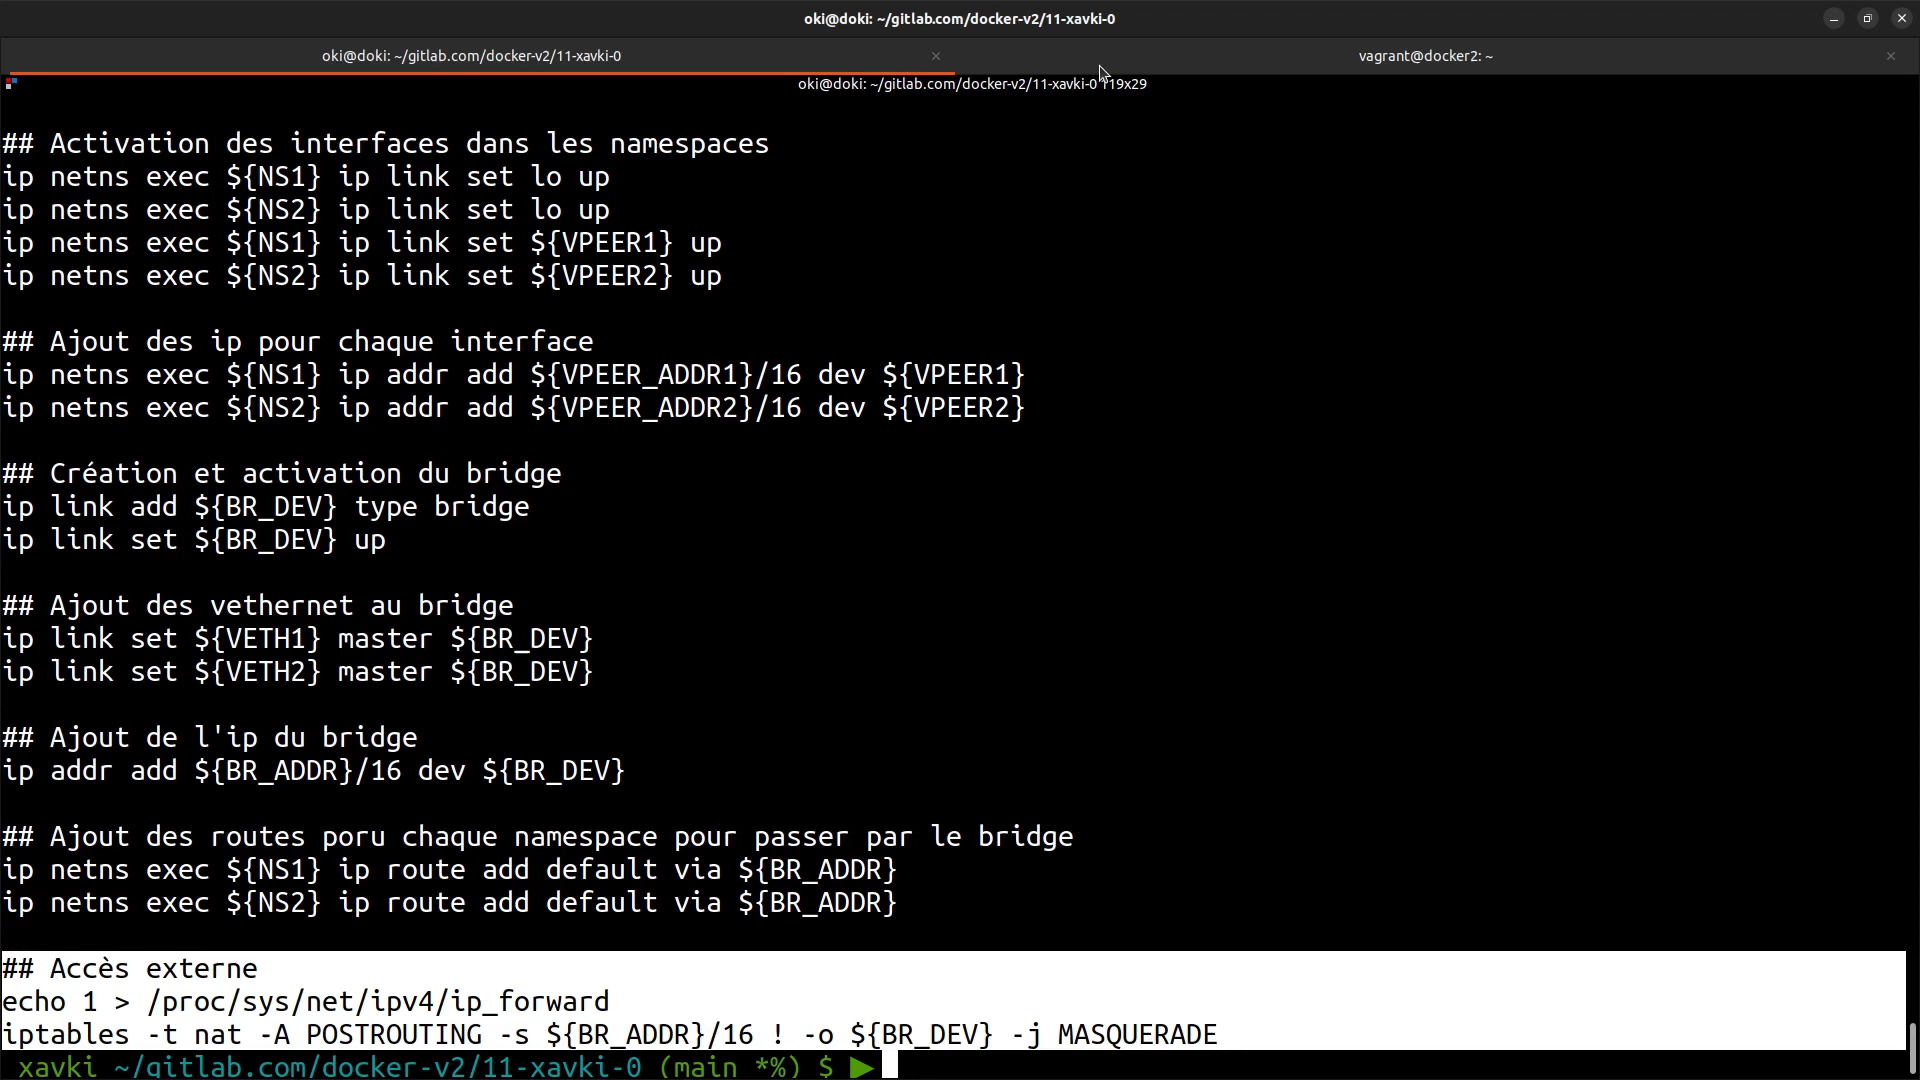 oki@doki: ~/gitlab.com/docker-v2/11-xavki-0
oki@doki: ~/gitlab.com/docker-v2/11-xavki-0
vagrant@docker2: ~
oki@doki: ~/gitlab.com/docker-v2/11-xavki-0 119x29
## Activation des interfaces dans les namespaces
ip netns exec ${NS1} ip link set lo up
ip netns exec ${NS2} ip link set lo up
ip netns exec ${NS1} ip link set ${VPEER1} up
ip netns exec ${NS2} ip link set ${VPEER2} up
## Ajout des ip pour chaque interface
ip netns exec ${NS1} ip addr add ${VPEER_ADDR1}/16 dev ${VPEER1}
ip netns exec ${NS2} ip addr add ${VPEER_ADDR2}/16 dev ${VPEER2}
## Création et activation du bridge
ip link add ${BR_DEV} type bridge
ip link set ${BR_DEV} up
## Ajout des vethernet au bridge
ip link set ${VETH1} master ${BR_DEV}
ip link set ${VETH2} master ${BR_DEV}
## Ajout de l'ip du bridge
ip addr add ${BR_ADDR}/16 dev ${BR_DEV}
## Ajout des routes poru chaque namespace pour passer par le bridge
ip netns exec ${NS1} ip route add default via ${BR_ADDR}
ip netns exec ${NS2} ip route add default via ${BR_ADDR}
## Accès externe
echo 1 > /proc/sys/net/ipv4/ip_forward
iptables -t nat -A POSTROUTING -s ${BR_ADDR}/16 ! -o ${BR_DEV} -j MASQUERADE
xavki ~/gitlab.com/docker-v2/11-xavki-0 (main *%) $ ▶